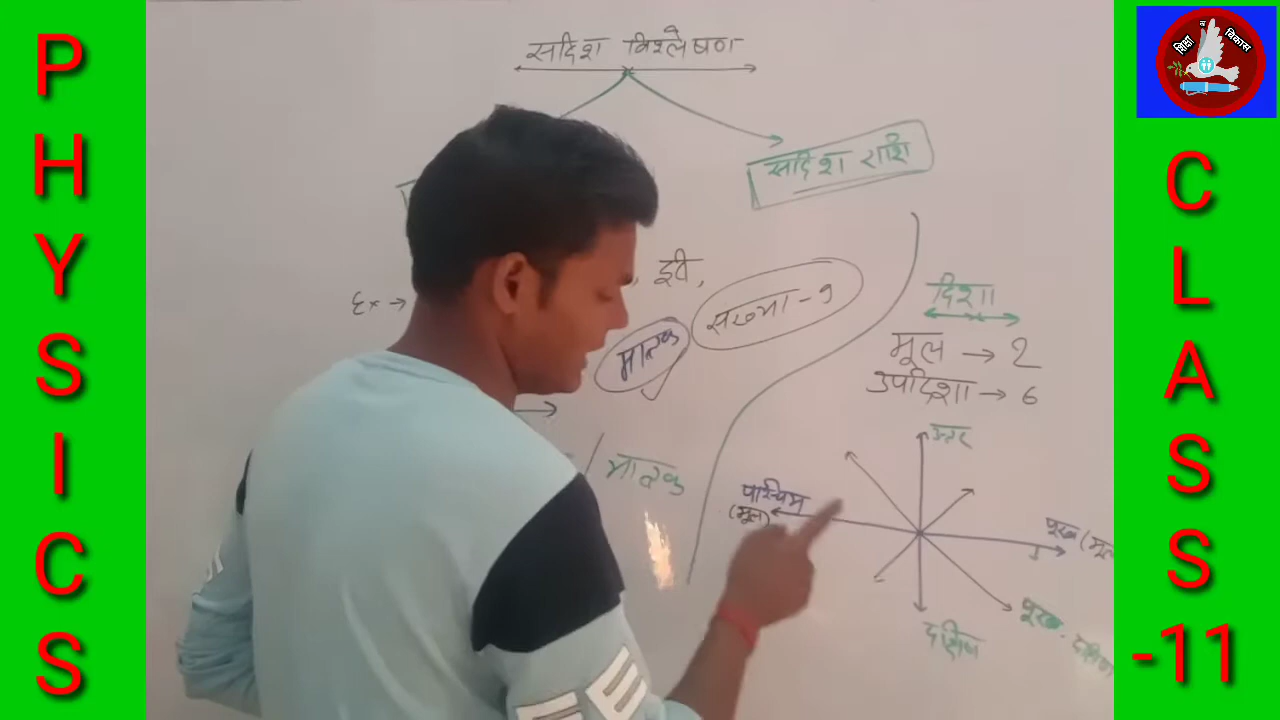 PHYSICS
शिक्षा व विकास
CLASS-11
सदिश विश्लेषण
सदिश राशि
Ex →
, इती,
मात्रक
संख्या - १
/ मात्रक
दिशा
मूल → 2
उपदिशा → 6
उत्तर
पश्चिम
(मूल)
पूरब (मूल
दक्षिण
पूरब - दक्षिण